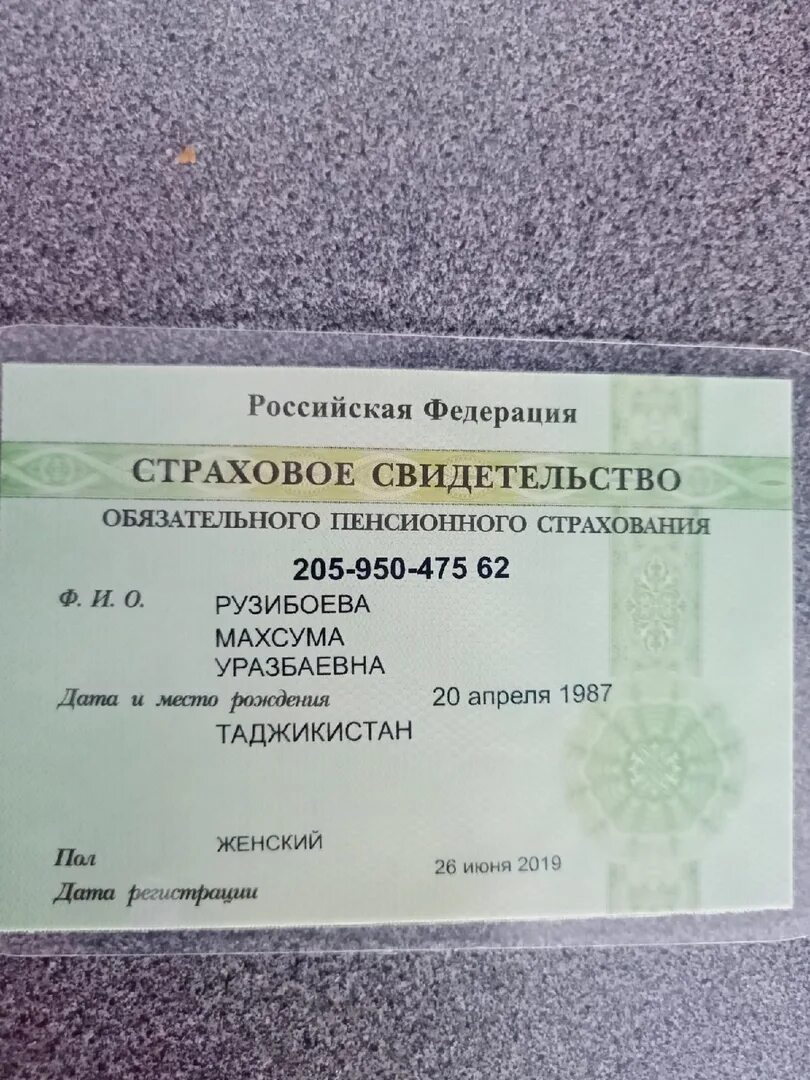 Российская Федерация
СТРАХОВОЕ СВИДЕТЕЛЬСТВО
ОБЯЗАТЕЛЬНОГО ПЕНСИОННОГО СТРАХОВАНИЯ
205-950-475 62
Ф. И. О. РУЗИБОЕВА
МАХСУМА
УРАЗБАЕВНА
Дата и место рождения 20 апреля 1987
ТАДЖИКИСТАН
Пол ЖЕНСКИЙ
Дата регистрации 26 июня 2019